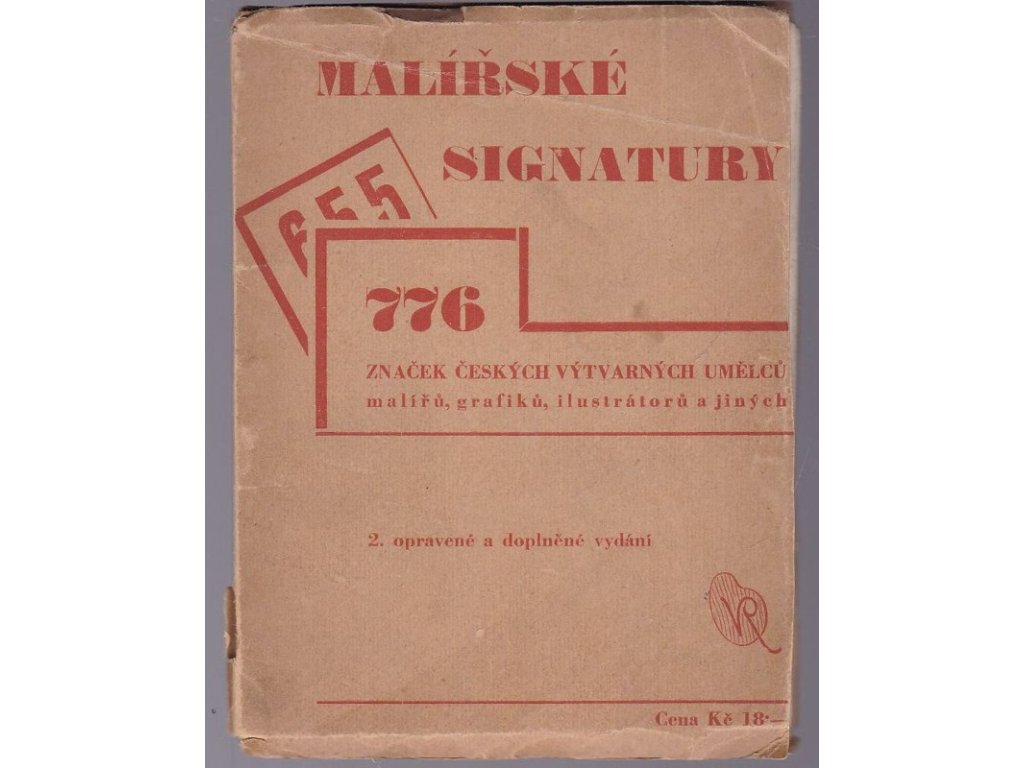 MALÍŘSKÉ
SIGNATURY
655
776
ZNAČEK ČESKÝCH VÝTVARNÝCH UMĚLCŮ
malířů, grafiků, ilustrátorů a jiných
2. opravené a doplněné vydání
VR
Cena Kč 18·—